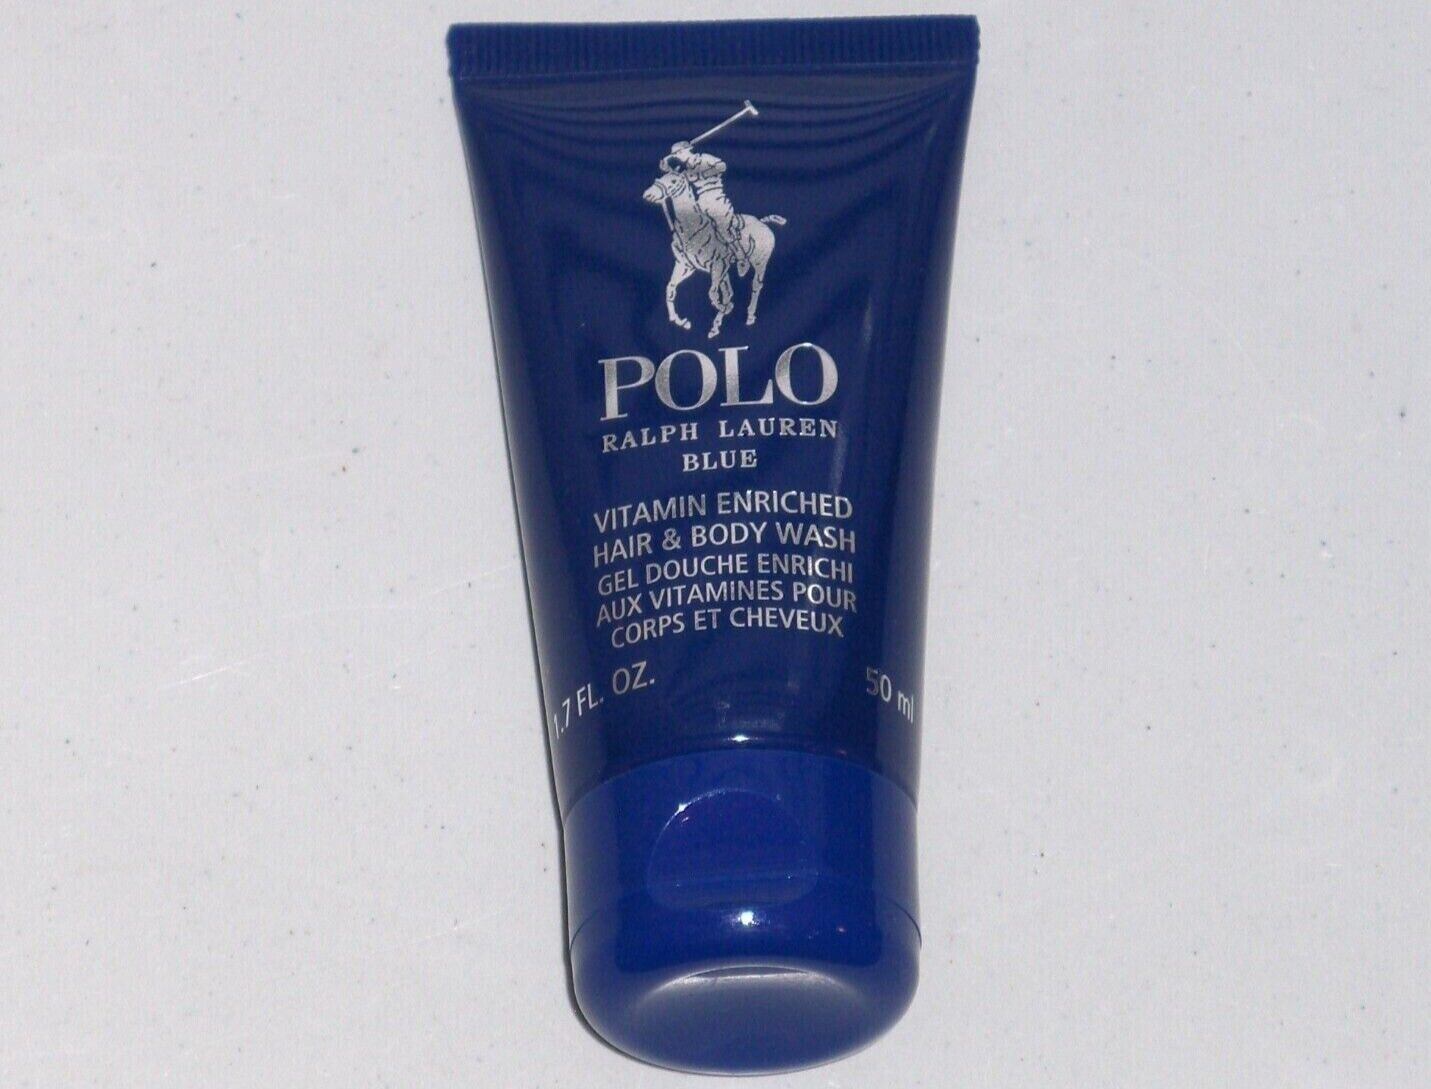 POLO
RALPH LAUREN
BLUE
VITAMIN ENRICHED
HAIR & BODY WASH
GEL DOUCHE ENRICHI
AUX VITAMINES POUR
CORPS ET CHEVEUX
1.7 FL. OZ. 50 ml